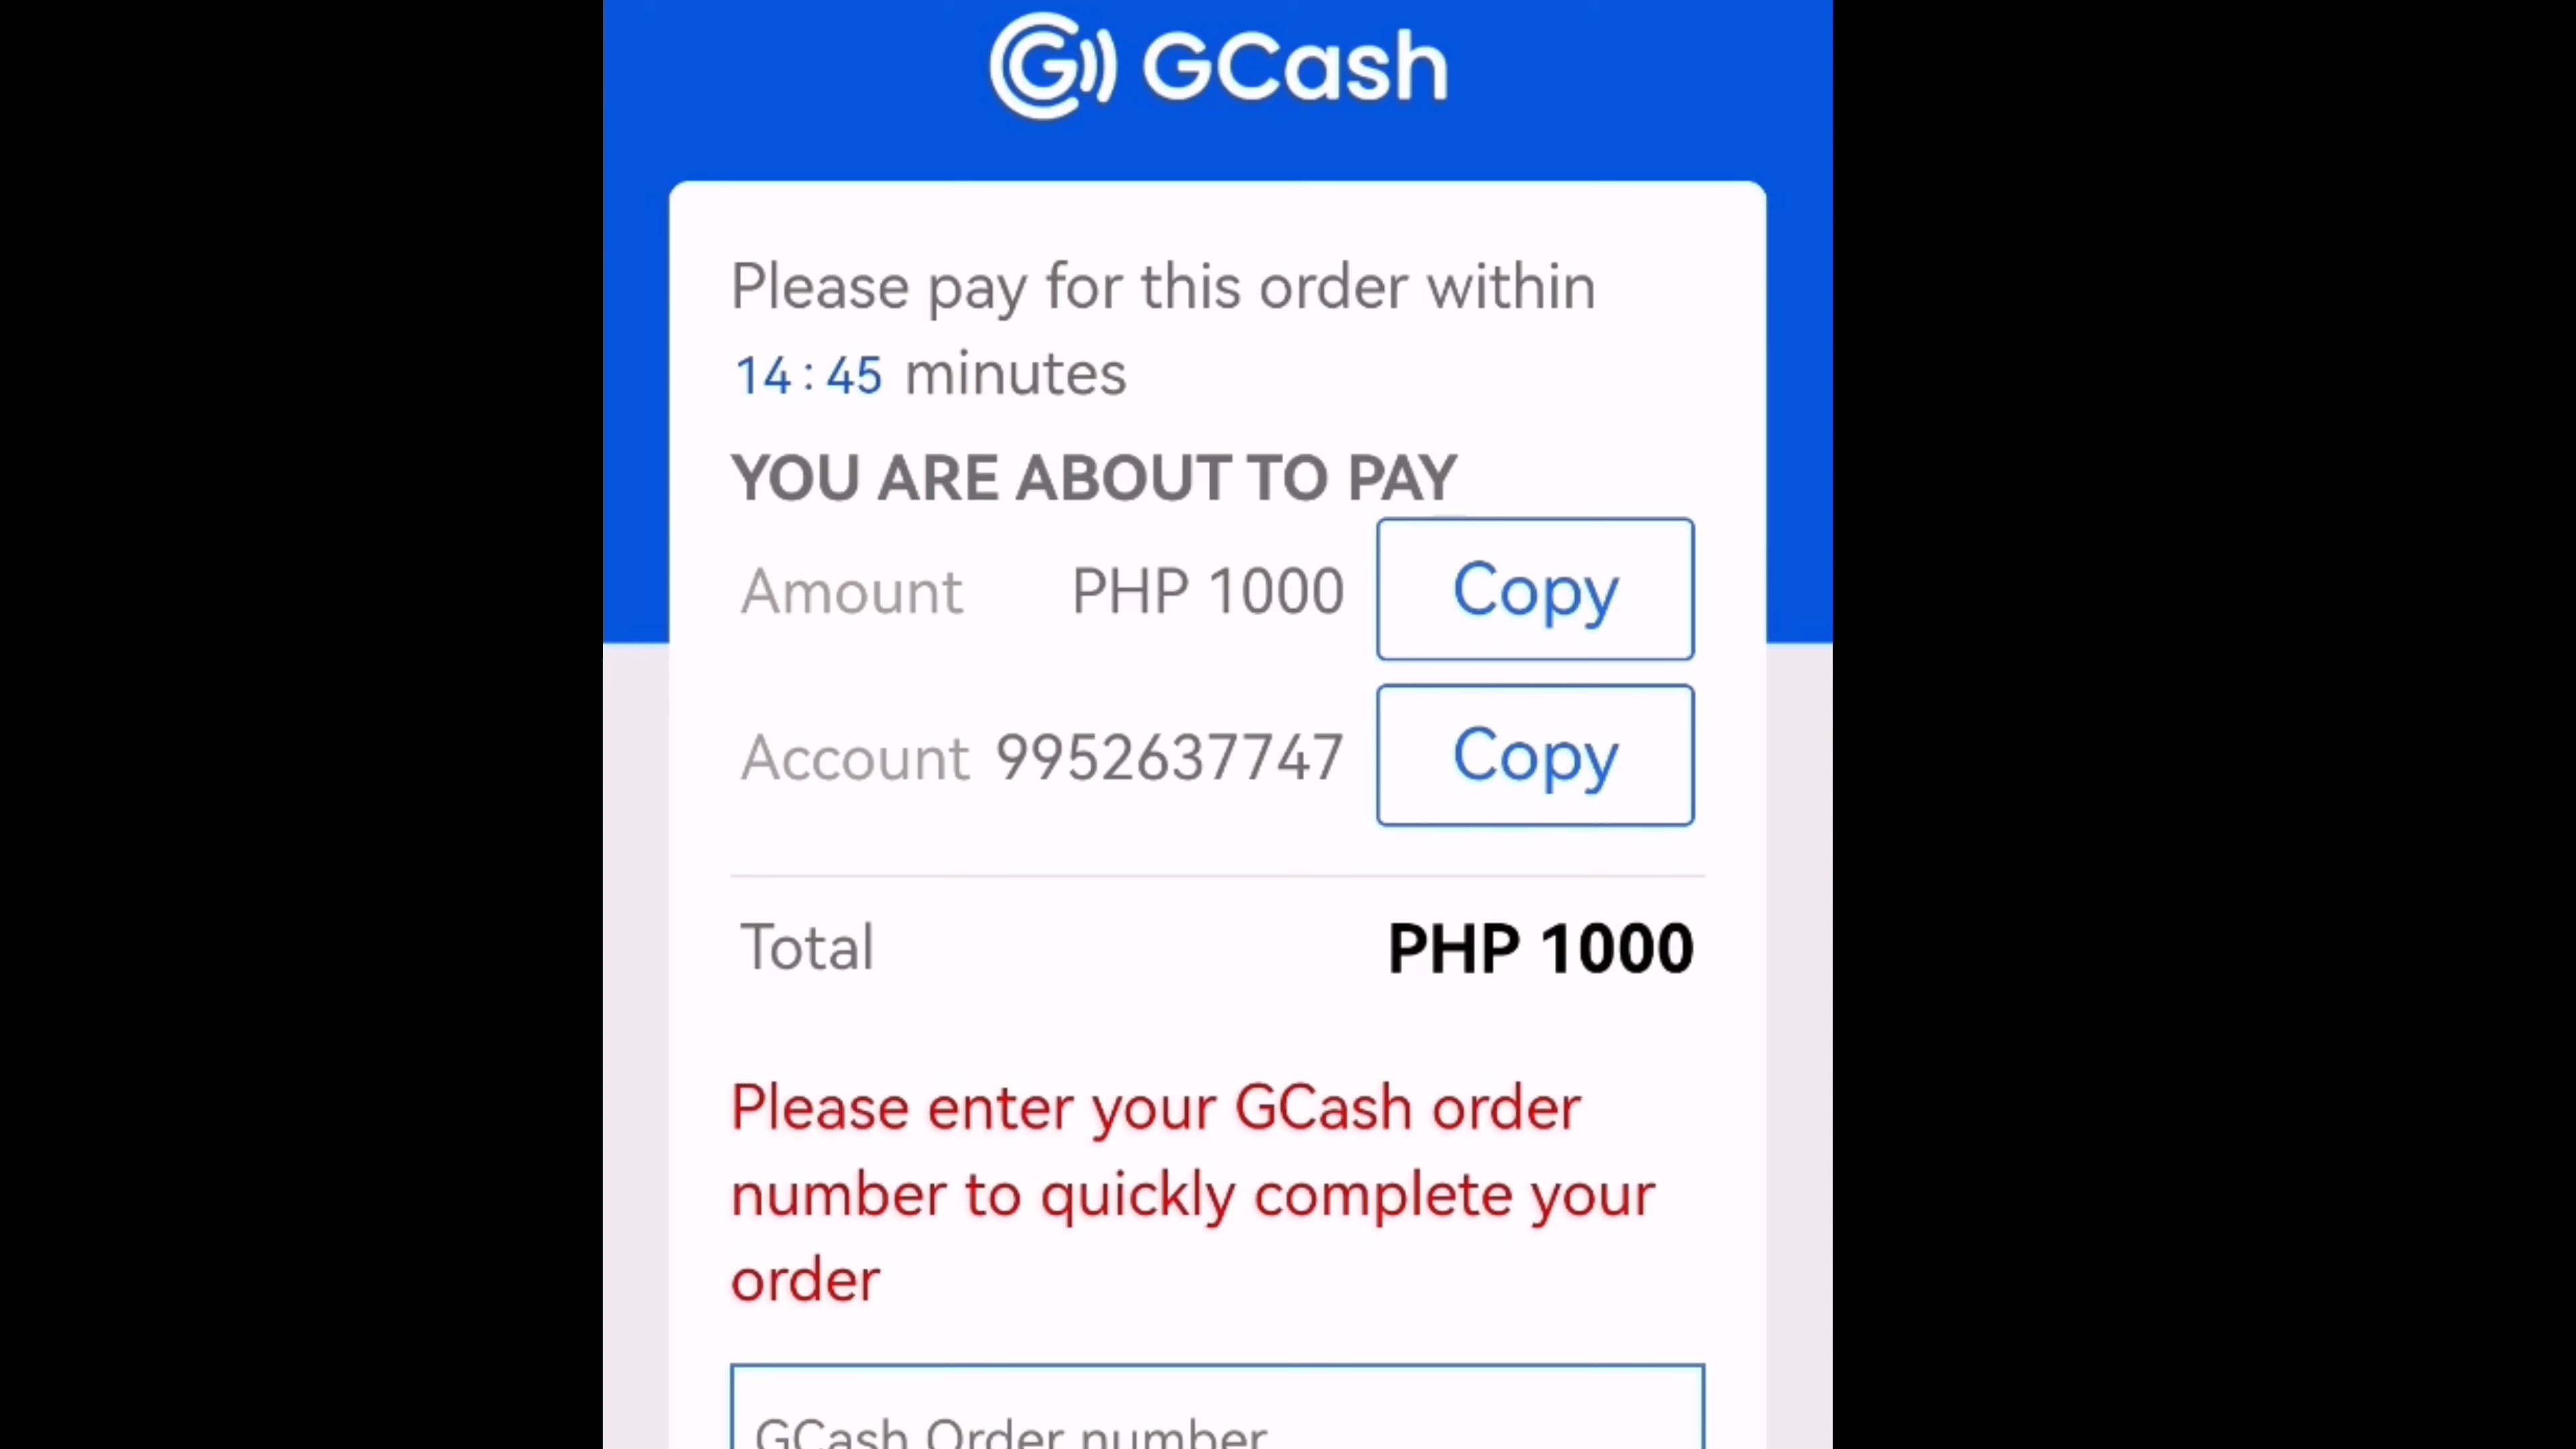 GCash
Please pay for this order within
14:45 minutes
YOU ARE ABOUT TO PAY
Amount PHP 1000 Copy
Account 9952637747 Copy
Total PHP 1000
Please enter your GCash order
number to quickly complete your
order
GCash Order number